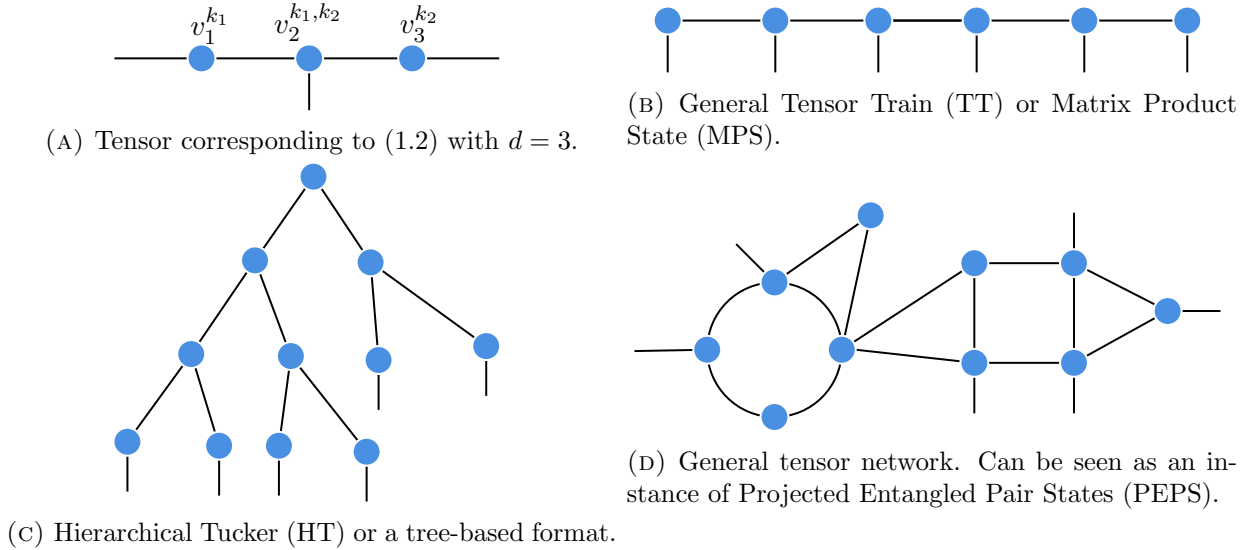 v_1^{k_1} v_2^{k_1,k_2} v_3^{k_2}
(A) Tensor corresponding to (1.2) with d = 3.
(B) General Tensor Train (TT) or Matrix Product
State (MPS).
(C) Hierarchical Tucker (HT) or a tree-based format.
(D) General tensor network. Can be seen as an in-
stance of Projected Entangled Pair States (PEPS).